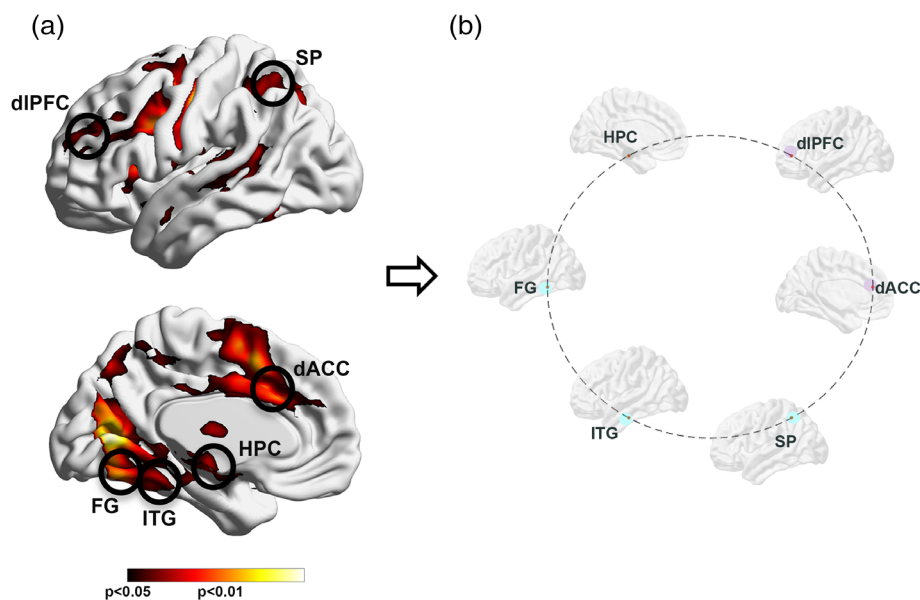 (a)
SP
dlPFC
dACC
HPC
FG
ITG
p<0.05
p<0.01
(b)
HPC
dlPFC
FG
dACC
ITG
SP